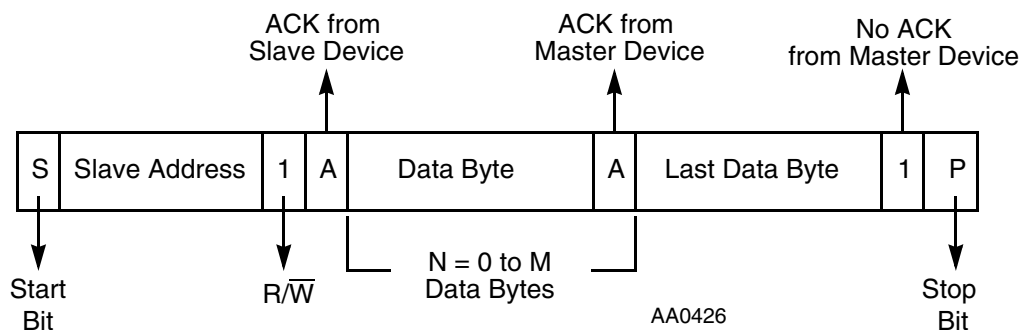 ACK from
Slave Device
ACK from
Master Device
No ACK
from Master Device
S Slave Address 1 A Data Byte A Last Data Byte 1 P
Start
Bit
R/W̅
N = 0 to M
Data Bytes
AA0426
Stop
Bit